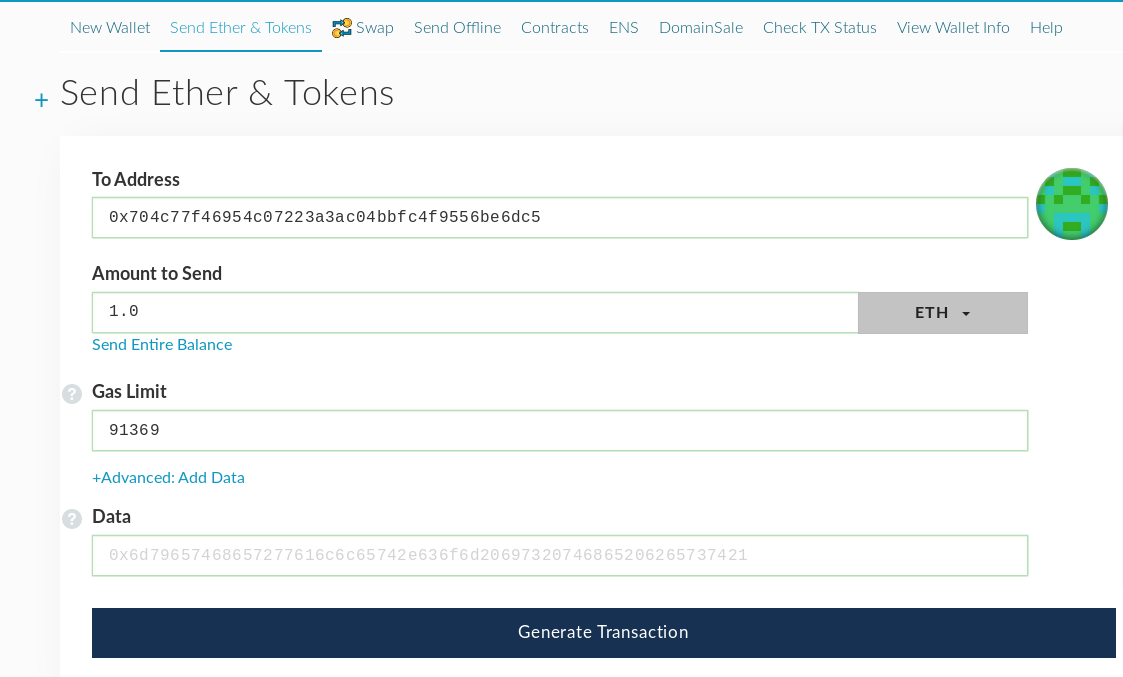 New Wallet Send Ether & Tokens Swap Send Offline Contracts ENS DomainSale Check TX Status View Wallet Info Help
+ Send Ether & Tokens
To Address
0x704c77f46954c07223a3ac04bbfc4f9556be6dc5
Amount to Send
1.0 ETH
Send Entire Balance
? Gas Limit
91369
+Advanced: Add Data
? Data
0x6d79657468657277616c6c65742e636f6d20697320746865206265737421
Generate Transaction